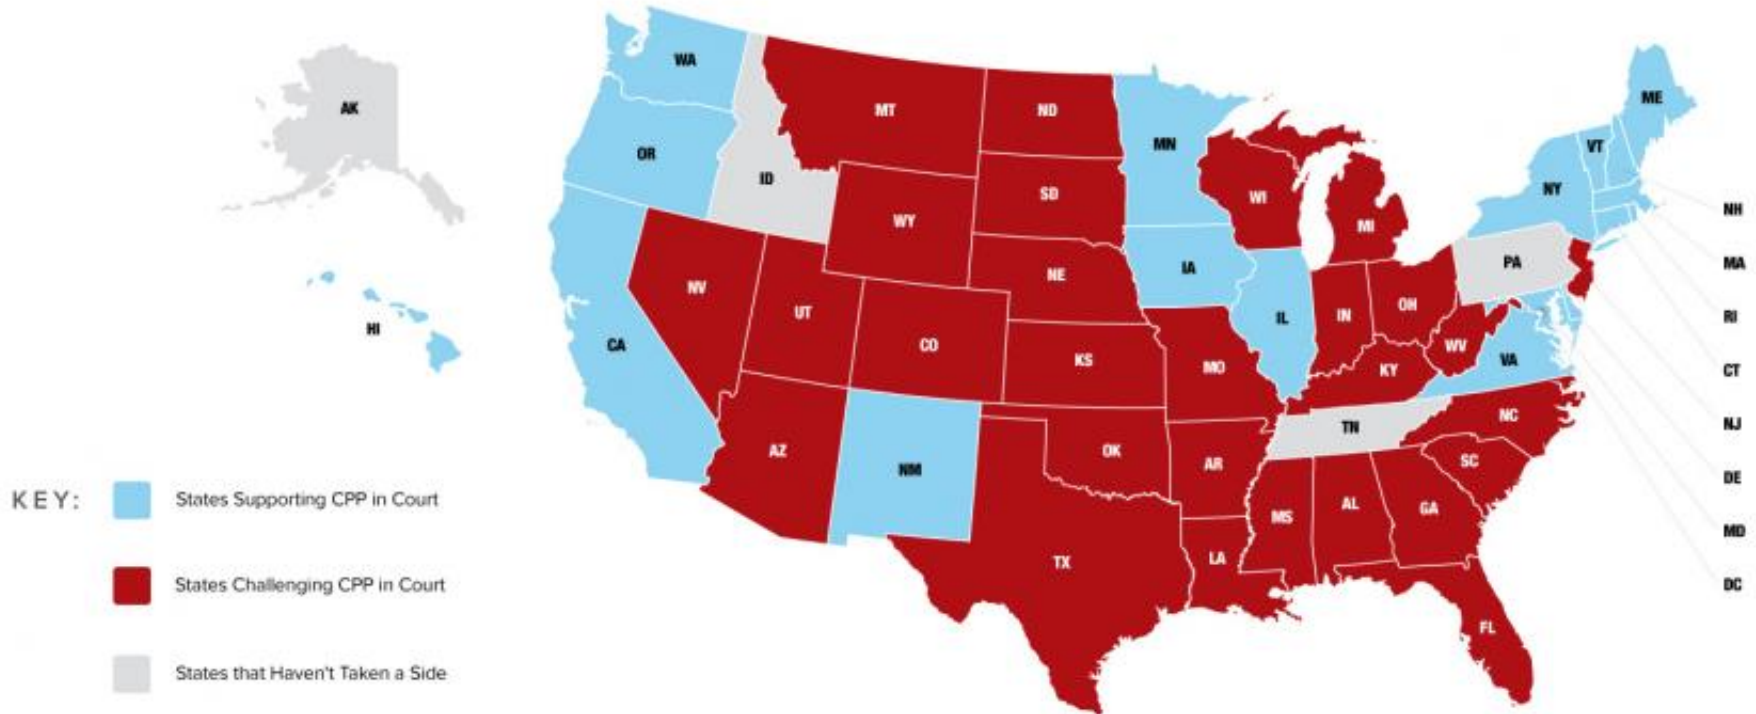 WA
ME
AK
MT
ND
MN
VT
OR
ID
NY
SD
WI
NH
WY
MI
MA
PA
IA
NE
NV
OH
UT
IN
IL
RI
HI
CA
CO
WV
KS
VA
MO
KY
CT
NC
NJ
TN
AZ
OK
SC
AR
NM
DE
KEY:
States Supporting CPP in Court
AL
GA
MS
MD
LA
TX
States Challenging CPP in Court
DC
FL
States that Haven't Taken a Side